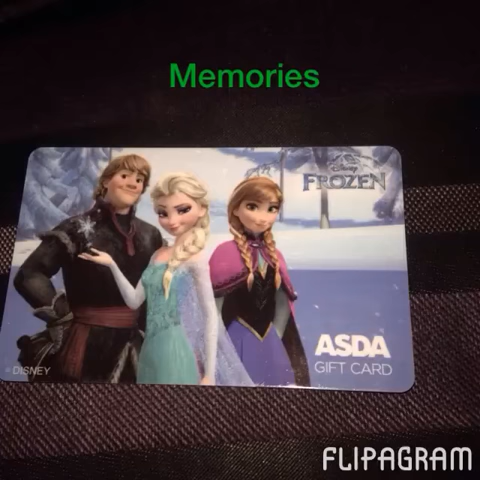 Memories
Disney
FROZEN
ASDA
GIFT CARD
©DISNEY
FLIPAGRAM